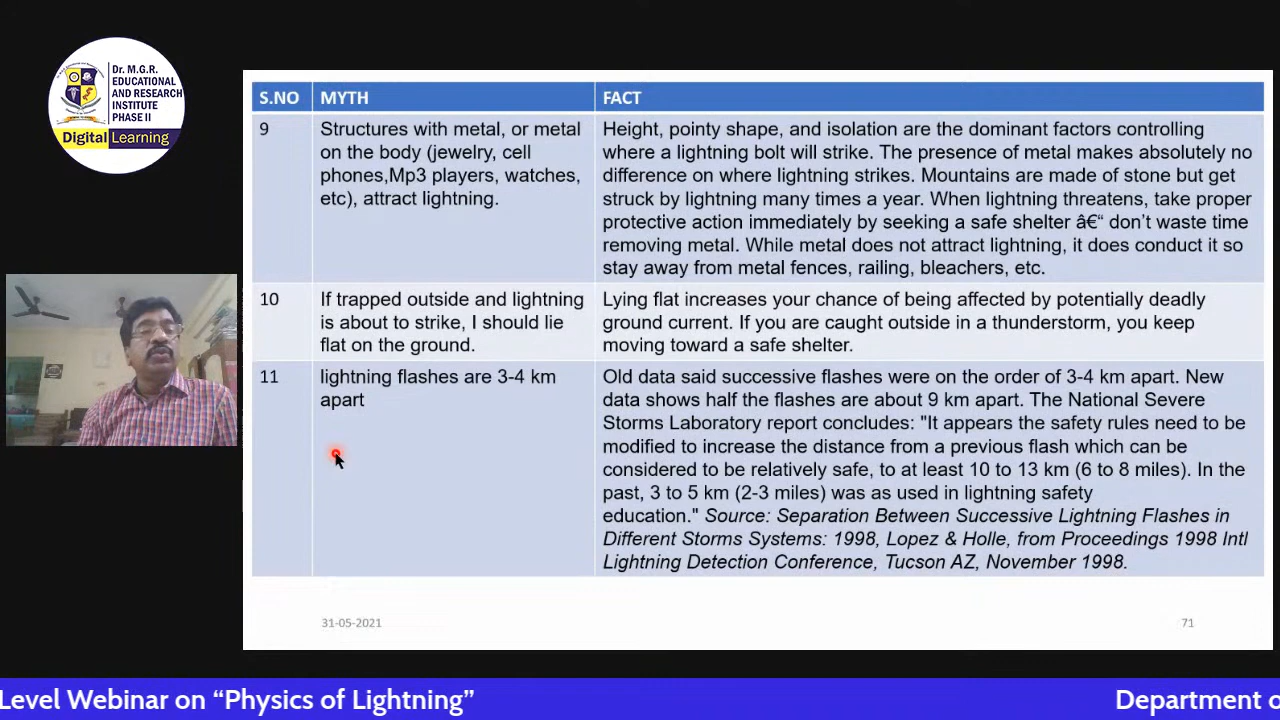 Dr. M.G.R.
EDUCATIONAL
AND RESEARCH
INSTITUTE
PHASE II
Digital Learning
S.NO MYTH FACT
9 Structures with metal, or metal
on the body (jewelry, cell
phones,Mp3 players, watches,
etc), attract lightning.
Height, pointy shape, and isolation are the dominant factors controlling
where a lightning bolt will strike. The presence of metal makes absolutely no
difference on where lightning strikes. Mountains are made of stone but get
struck by lightning many times a year. When lightning threatens, take proper
protective action immediately by seeking a safe shelter â€“ don’t waste time
removing metal. While metal does not attract lightning, it does conduct it so
stay away from metal fences, railing, bleachers, etc.
10 If trapped outside and lightning
is about to strike, I should lie
flat on the ground.
Lying flat increases your chance of being affected by potentially deadly
ground current. If you are caught outside in a thunderstorm, you keep
moving toward a safe shelter.
11 lightning flashes are 3-4 km
apart
Old data said successive flashes were on the order of 3-4 km apart. New
data shows half the flashes are about 9 km apart. The National Severe
Storms Laboratory report concludes: "It appears the safety rules need to be
modified to increase the distance from a previous flash which can be
considered to be relatively safe, to at least 10 to 13 km (6 to 8 miles). In the
past, 3 to 5 km (2-3 miles) was as used in lightning safety
education." Source: Separation Between Successive Lightning Flashes in
Different Storms Systems: 1998, Lopez & Holle, from Proceedings 1998 Intl
Lightning Detection Conference, Tucson AZ, November 1998.
31-05-2021 71
Level Webinar on “Physics of Lightning” Department o